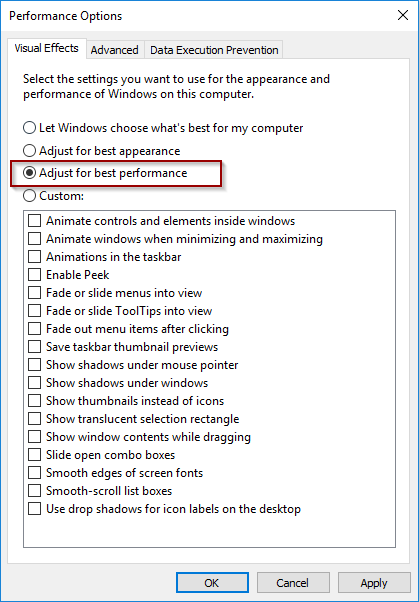 Performance Options
Visual Effects Advanced Data Execution Prevention
Select the settings you want to use for the appearance and
performance of Windows on this computer.
Let Windows choose what's best for my computer
Adjust for best appearance
Adjust for best performance
Custom:
Animate controls and elements inside windows
Animate windows when minimizing and maximizing
Animations in the taskbar
Enable Peek
Fade or slide menus into view
Fade or slide ToolTips into view
Fade out menu items after clicking
Save taskbar thumbnail previews
Show shadows under mouse pointer
Show shadows under windows
Show thumbnails instead of icons
Show translucent selection rectangle
Show window contents while dragging
Slide open combo boxes
Smooth edges of screen fonts
Smooth-scroll list boxes
Use drop shadows for icon labels on the desktop
OK Cancel Apply